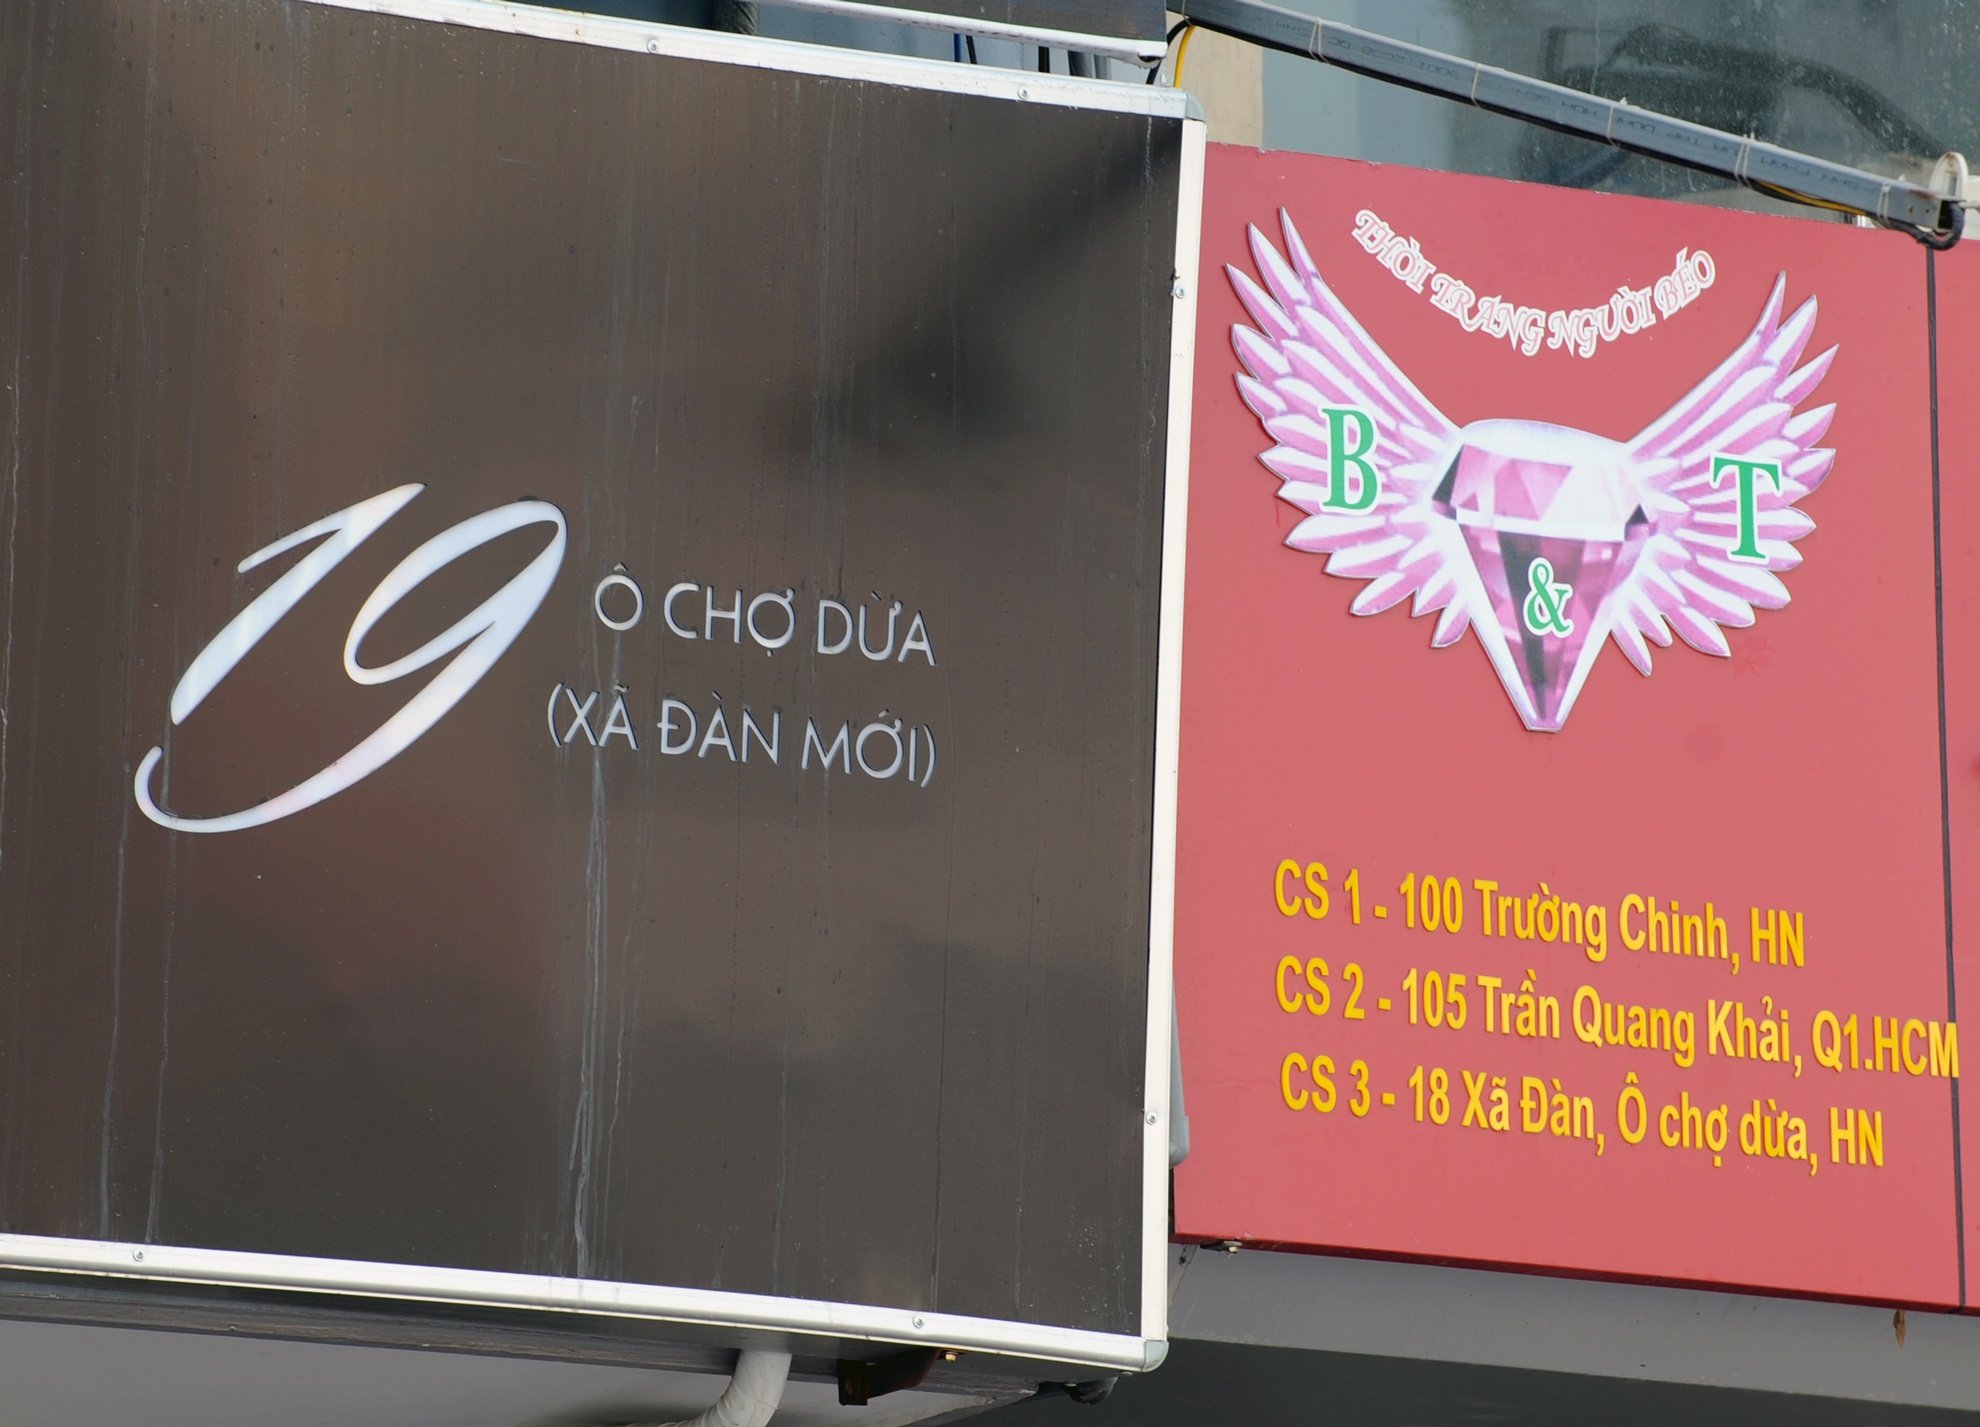 19
Ô CHỢ DỪA
(XÃ ĐÀN MỚI)
THỜI TRANG NGƯỜI BÉO
B & T
CS 1 - 100 Trường Chinh, HN
CS 2 - 105 Trần Quang Khải, Q1.HCM
CS 3 - 18 Xã Đàn, Ô chợ dừa, HN